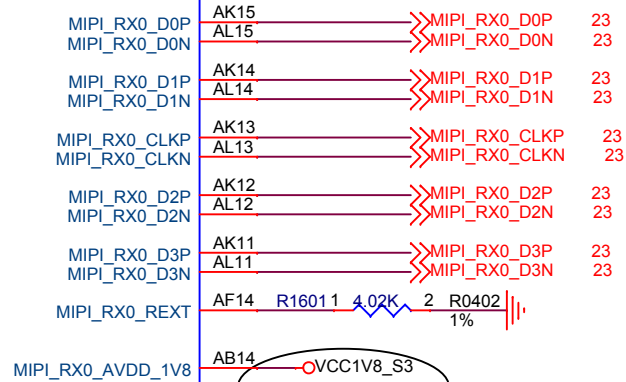 MIPI_RX0_D0P AK15 MIPI_RX0_D0P 23
MIPI_RX0_D0N AL15 MIPI_RX0_D0N 23
MIPI_RX0_D1P AK14 MIPI_RX0_D1P 23
MIPI_RX0_D1N AL14 MIPI_RX0_D1N 23
MIPI_RX0_CLKP AK13 MIPI_RX0_CLKP 23
MIPI_RX0_CLKN AL13 MIPI_RX0_CLKN 23
MIPI_RX0_D2P AK12 MIPI_RX0_D2P 23
MIPI_RX0_D2N AL12 MIPI_RX0_D2N 23
MIPI_RX0_D3P AK11 MIPI_RX0_D3P 23
MIPI_RX0_D3N AL11 MIPI_RX0_D3N 23
MIPI_RX0_REXT AF14 R1601 1 4.02K 2 R0402
1%
MIPI_RX0_AVDD_1V8 AB14 VCC1V8_S3